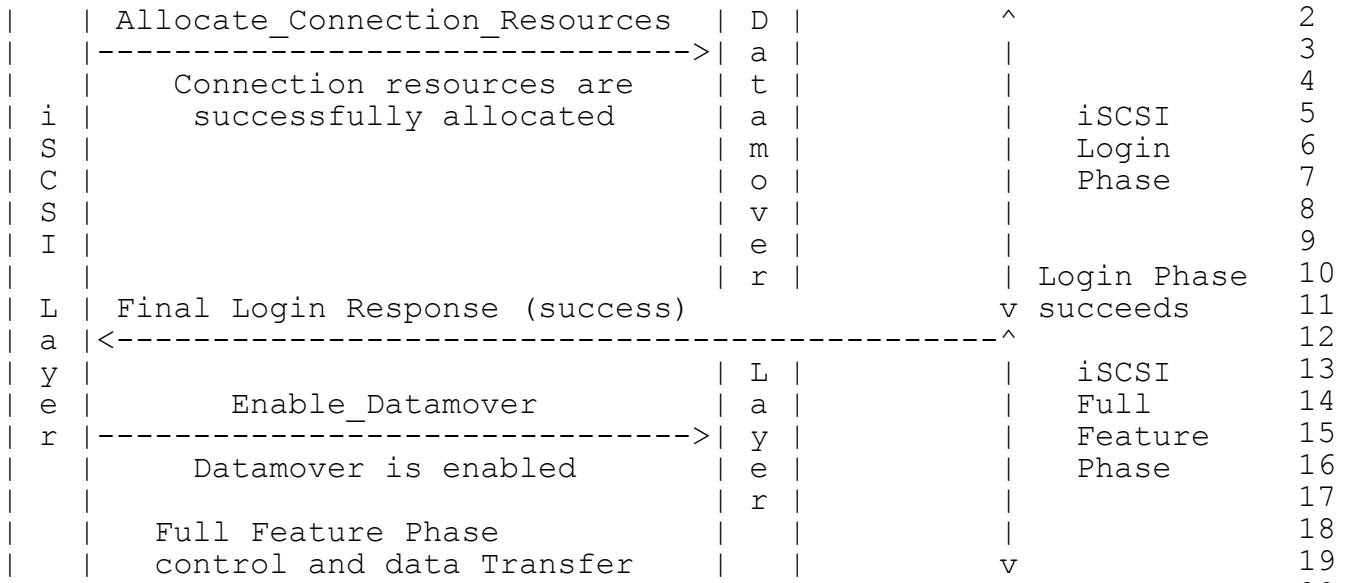 |   | Allocate_Connection_Resources  | D |          ^              2
|   |------------------------------->| a |          |              3
|   |    Connection resources are    | t |          |              4
| i |     successfully allocated     | a |          |   iSCSI      5
| S |                                | m |          |   Login      6
| C |                                | o |          |   Phase      7
| S |                                | v |          |              8
| I |                                | e |          |              9
|   |                                | r |          | Login Phase  10
| L | Final Login Response (success)            v succeeds     11
| a |<----------------------------------------------^              12
| y |                                | L |          |   iSCSI      13
| e |       Enable_Datamover         | a |          |   Full       14
| r |------------------------------->| y |          |   Feature    15
|   |     Datamover is enabled       | e |          |   Phase      16
|   |                                | r |          |              17
|   |   Full Feature Phase           |   |          |              18
|   |   control and data Transfer    |   |          v              19